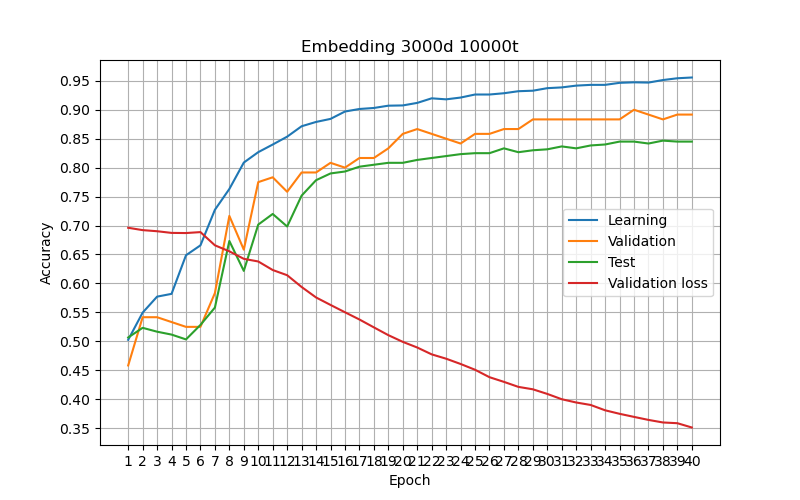 Embedding 3000d 10000t
Accuracy
0.95
0.90
0.85
0.80
0.75
0.70
0.65
0.60
0.55
0.50
0.45
0.40
0.35
Learning
Validation
Test
Validation loss
1 2 3 4 5 6 7 8 9 10 11 12 13 14 15 16 17 18 19 20 21 22 23 24 25 26 27 28 29 30 31 32 33 34 35 36 37 38 39 40
Epoch